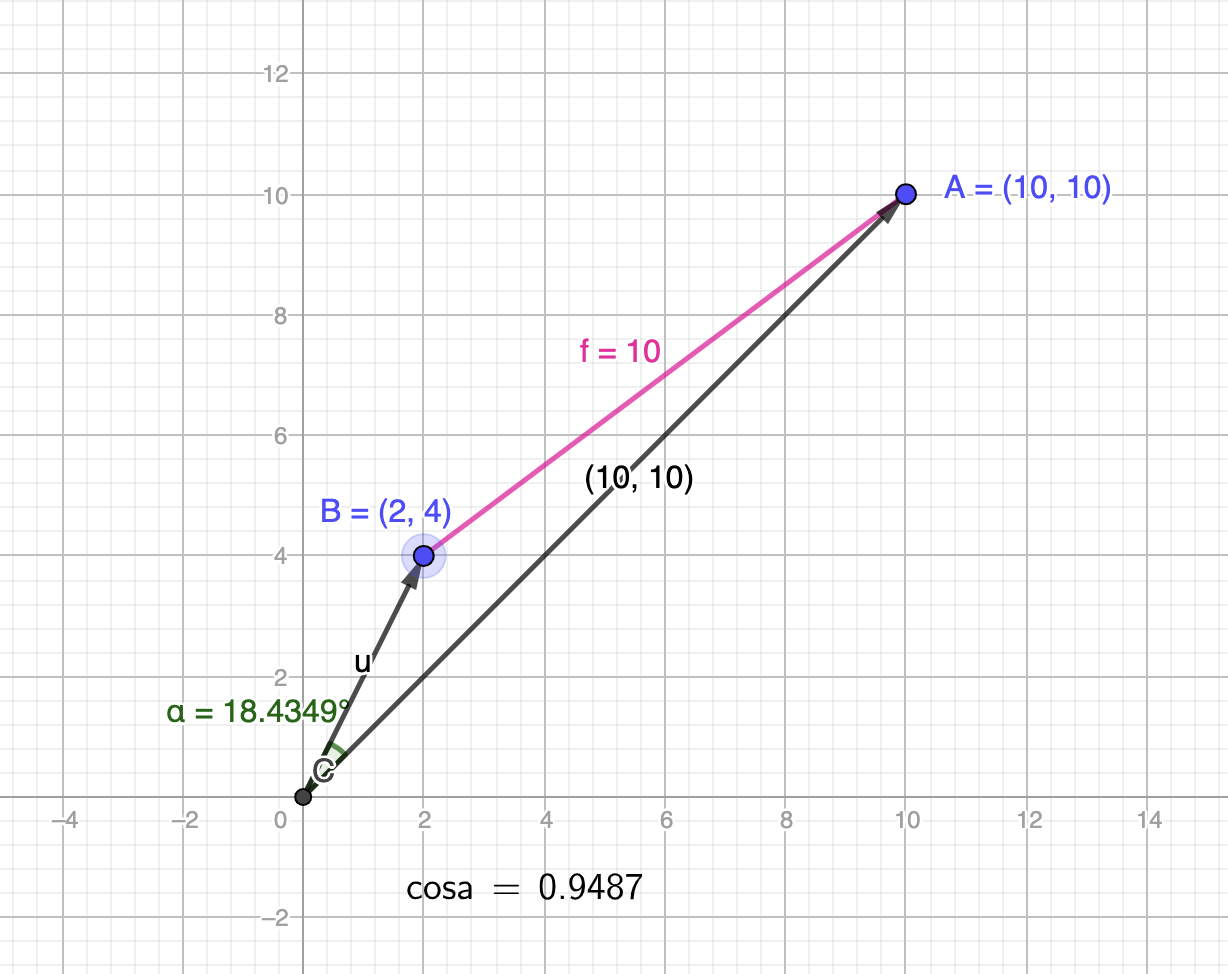 12
10
A = (10, 10)
8
f = 10
6
(10, 10)
B = (2, 4)
4
u
2
α = 18.4349°
C
–4
–2
0
2
4
6
8
10
12
14
cosa = 0.9487
–2